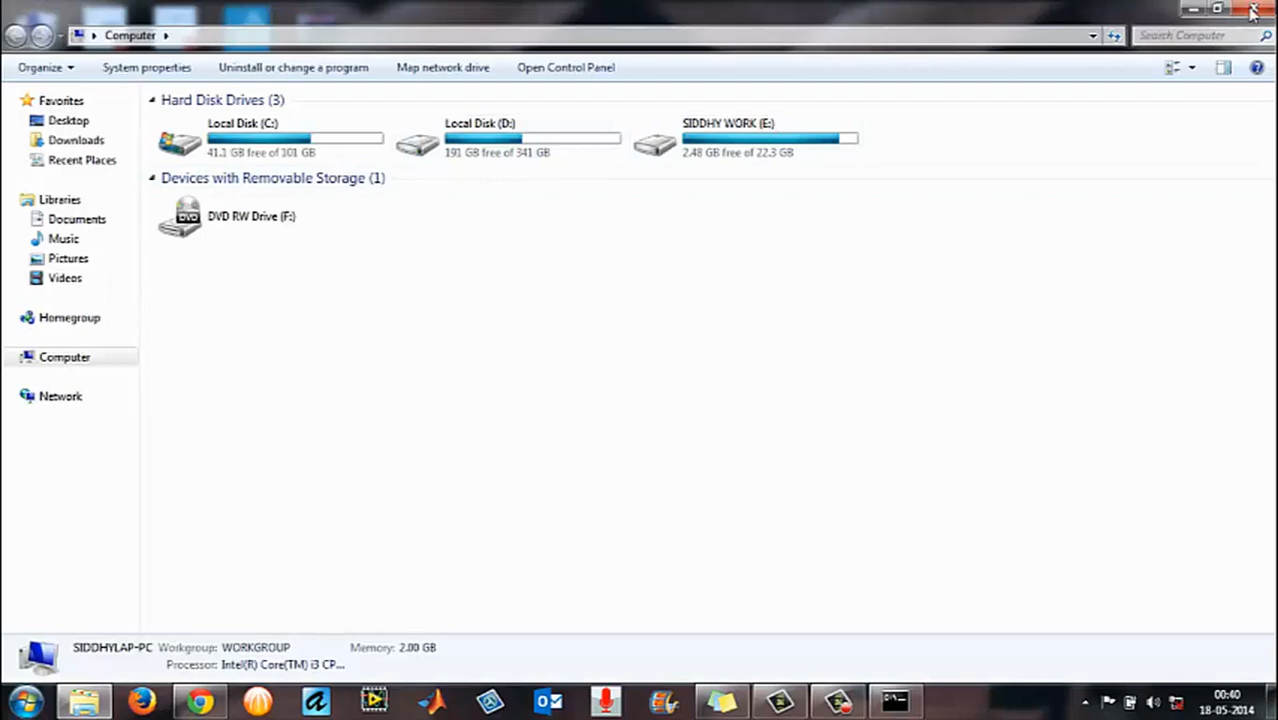 Computer
Search Computer
Organize
System properties
Uninstall or change a program
Map network drive
Open Control Panel
Favorites
Desktop
Downloads
Recent Places
Libraries
Documents
Music
Pictures
Videos
Homegroup
Computer
Network
Hard Disk Drives (3)
Local Disk (C:)
41.1 GB free of 101 GB
Local Disk (D:)
191 GB free of 341 GB
SIDDHY WORK (E:)
2.48 GB free of 22.3 GB
Devices with Removable Storage (1)
DVD
DVD RW Drive (F:)
SIDDHYLAP-PC
Workgroup: WORKGROUP
Memory: 2.00 GB
Processor: Intel(R) Core(TM) i3 CP...
00:40
18-05-2014